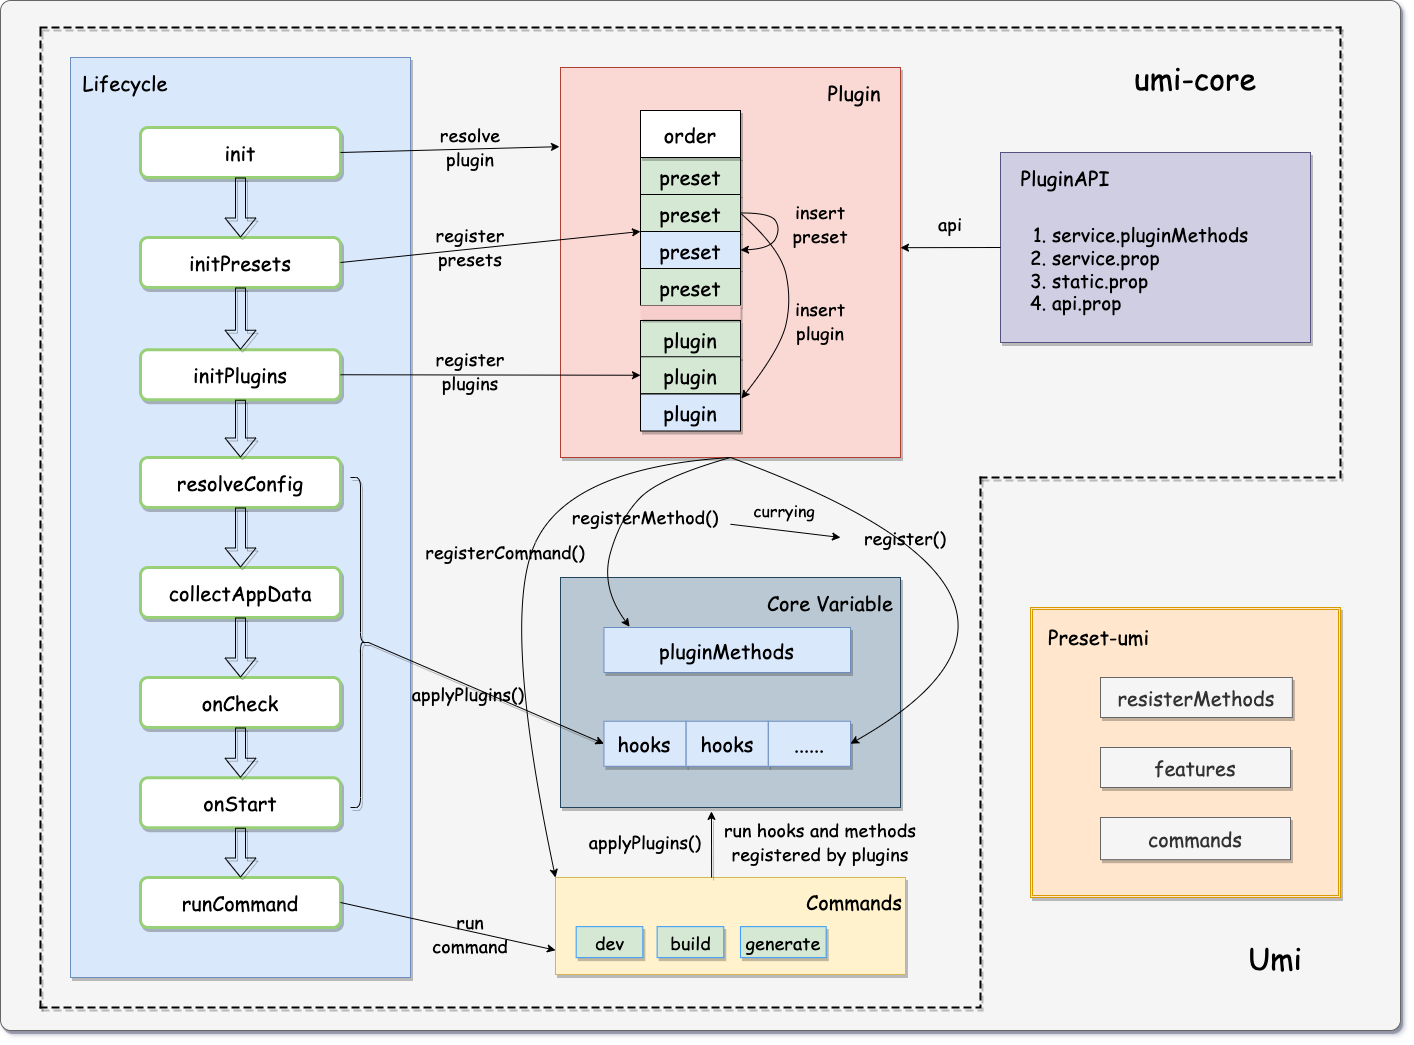 umi-core
Lifecycle
init
initPresets
initPlugins
resolveConfig
collectAppData
onCheck
onStart
runCommand
resolve
plugin
register
presets
register
plugins
Plugin
order
preset
preset
preset
preset
plugin
plugin
plugin
insert
preset
insert
plugin
api
PluginAPI
1. service.pluginMethods
2. service.prop
3. static.prop
4. api.prop
registerMethod()
currying
register()
registerCommand()
applyPlugins()
Core Variable
pluginMethods
hooks
hooks
......
applyPlugins()
run hooks and methods
registered by plugins
run
command
Commands
dev
build
generate
Preset-umi
resisterMethods
features
commands
Umi